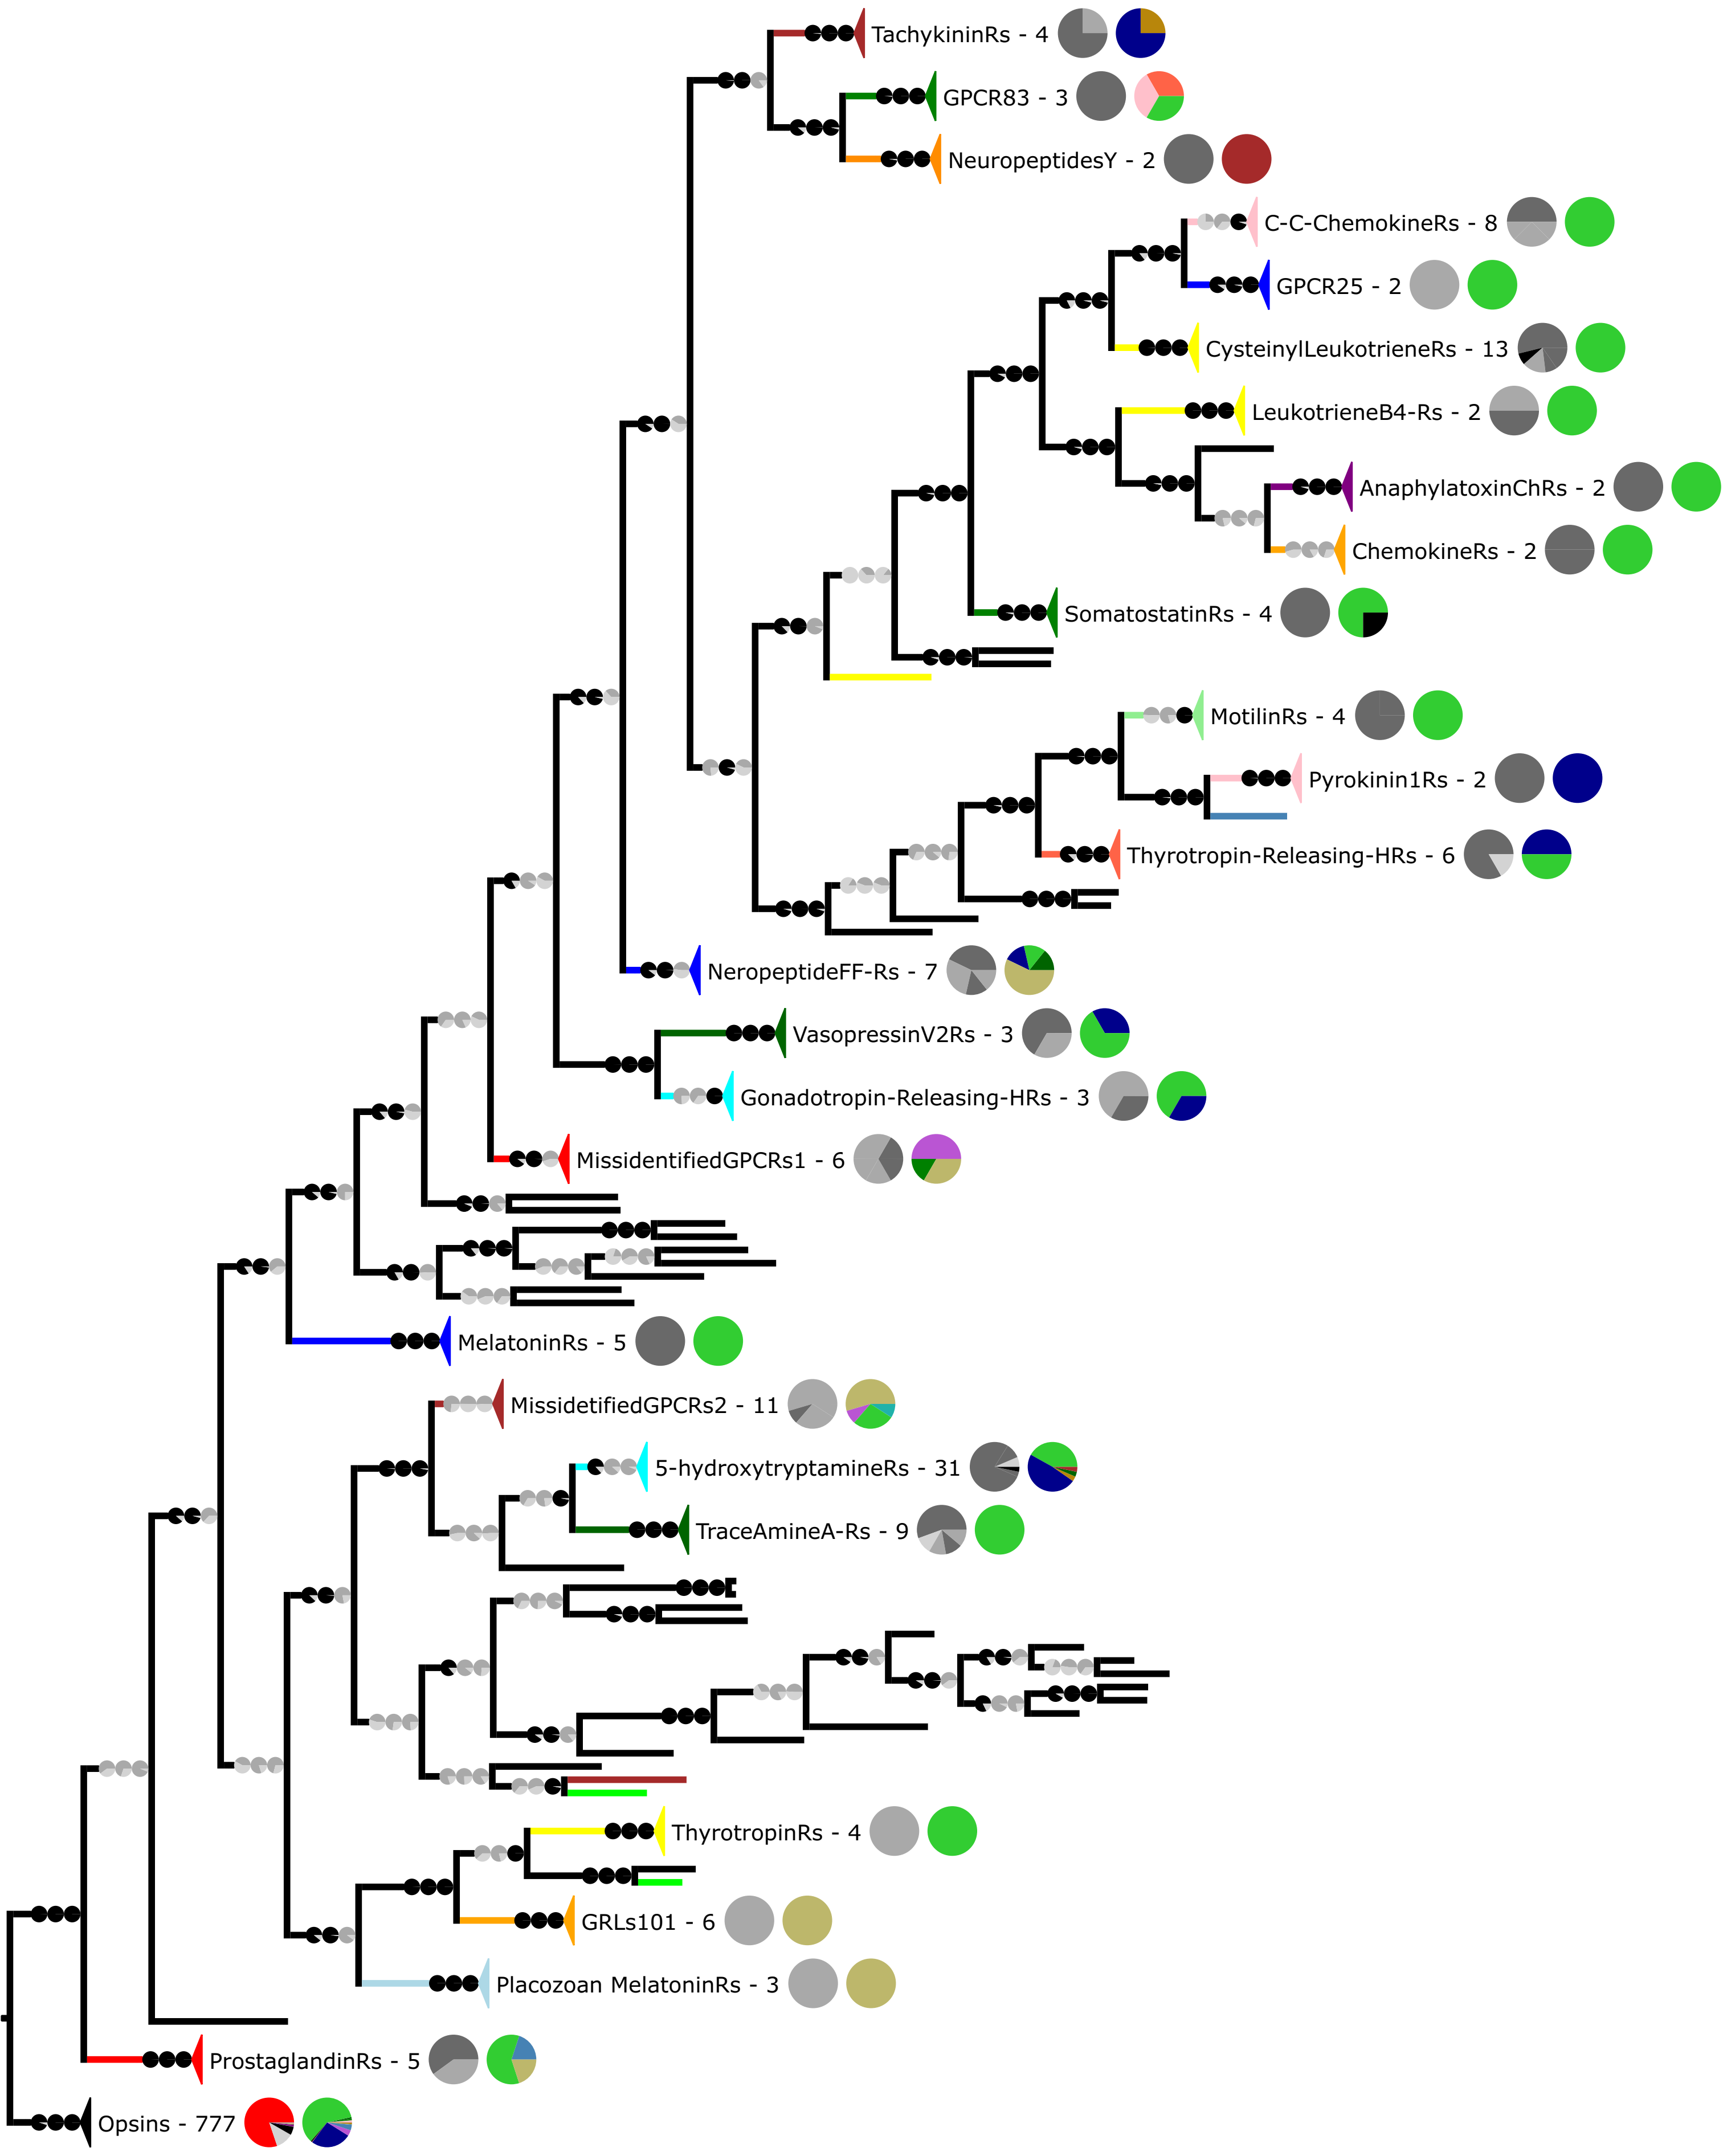 TachykininRs - 4
GPCR83 - 3
NeuropeptidesY - 2
C-C-ChemokineRs - 8
GPCR25 - 2
CysteinylLeukotrieneRs - 13
LeukotrieneB4-Rs - 2
AnaphylatoxinChRs - 2
ChemokineRs - 2
SomatostatinRs - 4
MotilinRs - 4
Pyrokinin1Rs - 2
Thyrotropin-Releasing-HRs - 6
NeropeptideFF-Rs - 7
VasopressinV2Rs - 3
Gonadotropin-Releasing-HRs - 3
MissidentifiedGPCRs1 - 6
MelatoninRs - 5
MissidetifiedGPCRs2 - 11
5-hydroxytryptamineRs - 31
TraceAmineA-Rs - 9
ThyrotropinRs - 4
GRLs101 - 6
Placozoan MelatoninRs - 3
ProstaglandinRs - 5
Opsins - 777